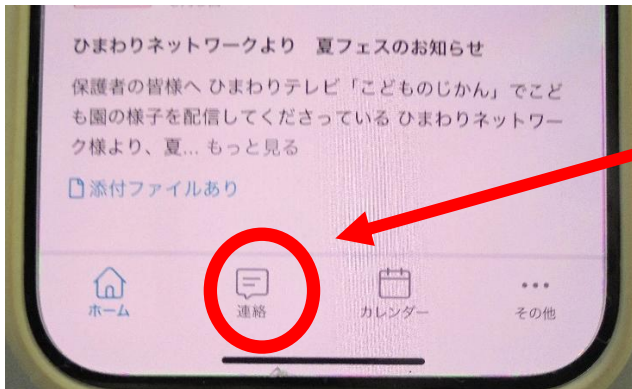 ひまわりネットワークより 夏フェスのお知らせ
保護者の皆様へ ひまわりテレビ「こどものじかん」でこど
も園の様子を配信してくださっている ひまわりネットワー
ク様より、夏... もっと見る
添付ファイルあり
ホーム
連絡
カレンダー
その他